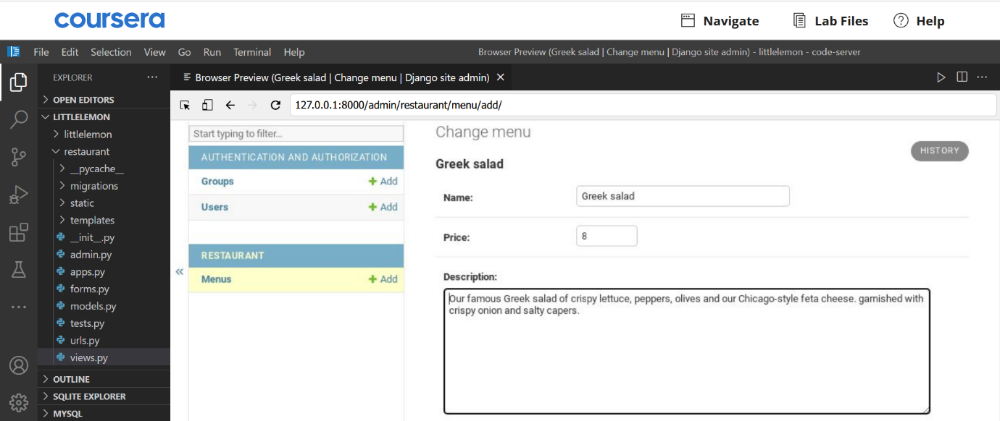 coursera
Navigate
Lab Files
Help
File Edit Selection View Go Run Terminal Help
Browser Preview (Greek salad | Change menu | Django site admin) - littlelemon - code-server
EXPLORER
Browser Preview (Greek salad | Change menu | Django site admin)
OPEN EDITORS
LITTLELEMON
littlelemon
restaurant
__pycache__
migrations
static
templates
__init__.py
admin.py
apps.py
forms.py
models.py
tests.py
urls.py
views.py
OUTLINE
SQLITE EXPLORER
MYSQL
127.0.0.1:8000/admin/restaurant/menu/add/
Start typing to filter...
AUTHENTICATION AND AUTHORIZATION
Groups + Add
Users + Add
RESTAURANT
Menus + Add
«
Change menu
HISTORY
Greek salad
Name: Greek salad
Price: 8
Description:
Our famous Greek salad of crispy lettuce, peppers, olives and our Chicago-style feta cheese. garnished with
crispy onion and salty capers.